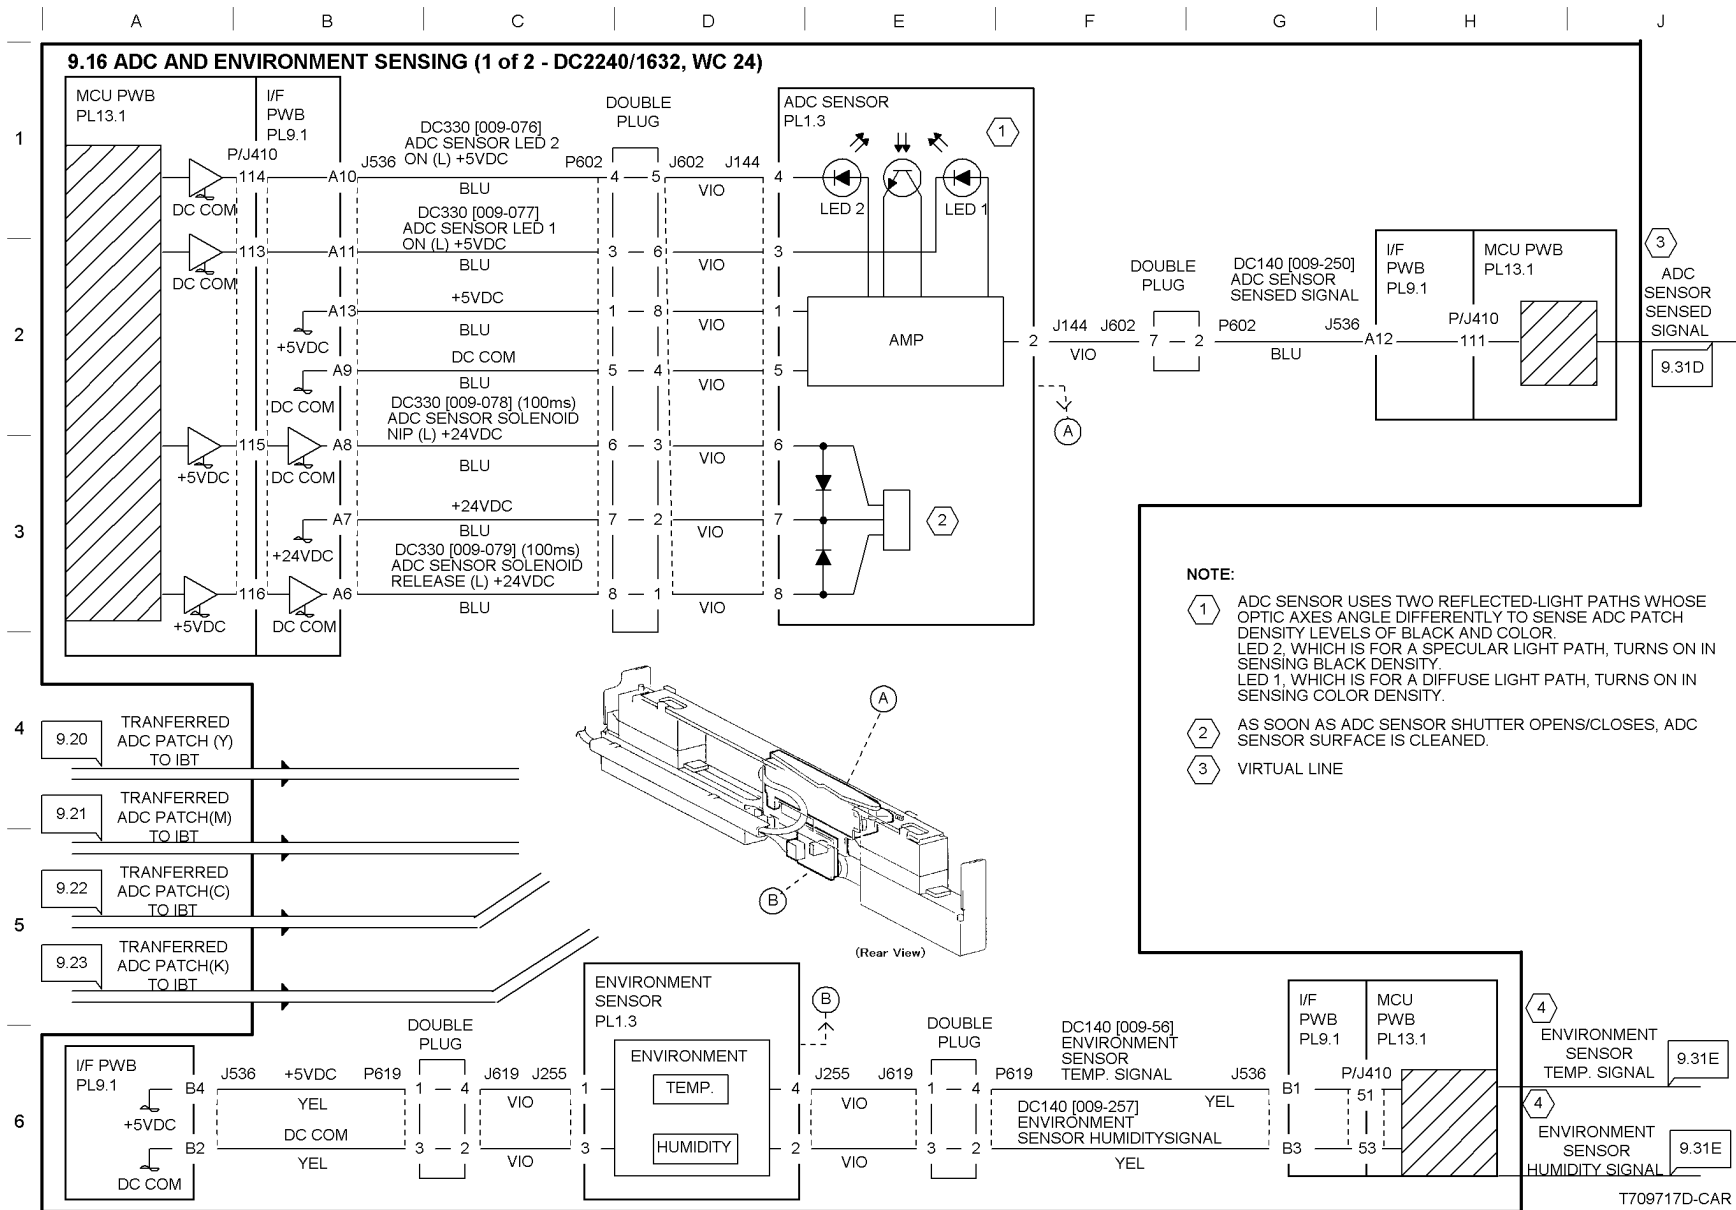 A B C D E F G H J
9.16 ADC AND ENVIRONMENT SENSING (1 of 2 - DC2240/1632, WC 24)
1
2
3
4
5
6
MCU PWB
PL13.1
I/F
PWB
PL9.1
P/J410
J536
DC330 [009-076]
ADC SENSOR LED 2
ON (L) +5VDC
P602
DOUBLE
PLUG
J602
J144
ADC SENSOR
PL1.3
1
114
A10
BLU
4
5
VIO
4
DC COM
LED 2
LED 1
DC330 [009-077]
ADC SENSOR LED 1
ON (L) +5VDC
113
A11
BLU
3
6
VIO
3
DC COM
+5VDC
A13
BLU
1
8
VIO
1
+5VDC
DC COM
A9
BLU
5
4
VIO
5
DC COM
AMP
2
J144
J602
VIO
DOUBLE
PLUG
7
2
P602
DC140 [009-250]
ADC SENSOR
SENSED SIGNAL
BLU
J536
A12
I/F
PWB
PL9.1
MCU PWB
PL13.1
P/J410
111
3
ADC
SENSOR
SENSED
SIGNAL
9.31D
A
DC330 [009-078] (100ms)
ADC SENSOR SOLENOID
NIP (L) +24VDC
115
A8
BLU
6
3
VIO
6
+5VDC
DC COM
+24VDC
A7
BLU
7
2
VIO
7
+24VDC
2
DC330 [009-079] (100ms)
ADC SENSOR SOLENOID
RELEASE (L) +24VDC
116
A6
BLU
8
1
VIO
8
+5VDC
DC COM
NOTE:
1
ADC SENSOR USES TWO REFLECTED-LIGHT PATHS WHOSE
OPTIC AXES ANGLE DIFFERENTLY TO SENSE ADC PATCH
DENSITY LEVELS OF BLACK AND COLOR.
LED 2, WHICH IS FOR A SPECULAR LIGHT PATH, TURNS ON IN
SENSING BLACK DENSITY.
LED 1, WHICH IS FOR A DIFFUSE LIGHT PATH, TURNS ON IN
SENSING COLOR DENSITY.
2
AS SOON AS ADC SENSOR SHUTTER OPENS/CLOSES, ADC
SENSOR SURFACE IS CLEANED.
3
VIRTUAL LINE
9.20
TRANFERRED
ADC PATCH (Y)
TO IBT
9.21
TRANFERRED
ADC PATCH(M)
TO IBT
9.22
TRANFERRED
ADC PATCH(C)
TO IBT
9.23
TRANFERRED
ADC PATCH(K)
TO IBT
A
B
(Rear View)
I/F PWB
PL9.1
B4
+5VDC
B2
DC COM
J536
+5VDC
P619
YEL
DC COM
YEL
DOUBLE
PLUG
1
4
3
2
J619
J255
VIO
VIO
1
3
ENVIRONMENT
SENSOR
PL1.3
ENVIRONMENT
TEMP.
HUMIDITY
4
2
B
J255
J619
VIO
VIO
DOUBLE
PLUG
1
4
3
2
P619
DC140 [009-56]
ENVIRONMENT
SENSOR
TEMP. SIGNAL
YEL
DC140 [009-257]
ENVIRONMENT
SENSOR HUMIDITYSIGNAL
YEL
J536
B1
B3
I/F
PWB
PL9.1
MCU
PWB
PL13.1
P/J410
51
53
4
ENVIRONMENT
SENSOR
TEMP. SIGNAL
9.31E
4
ENVIRONMENT
SENSOR
HUMIDITY SIGNAL
9.31E
T709717D-CAR